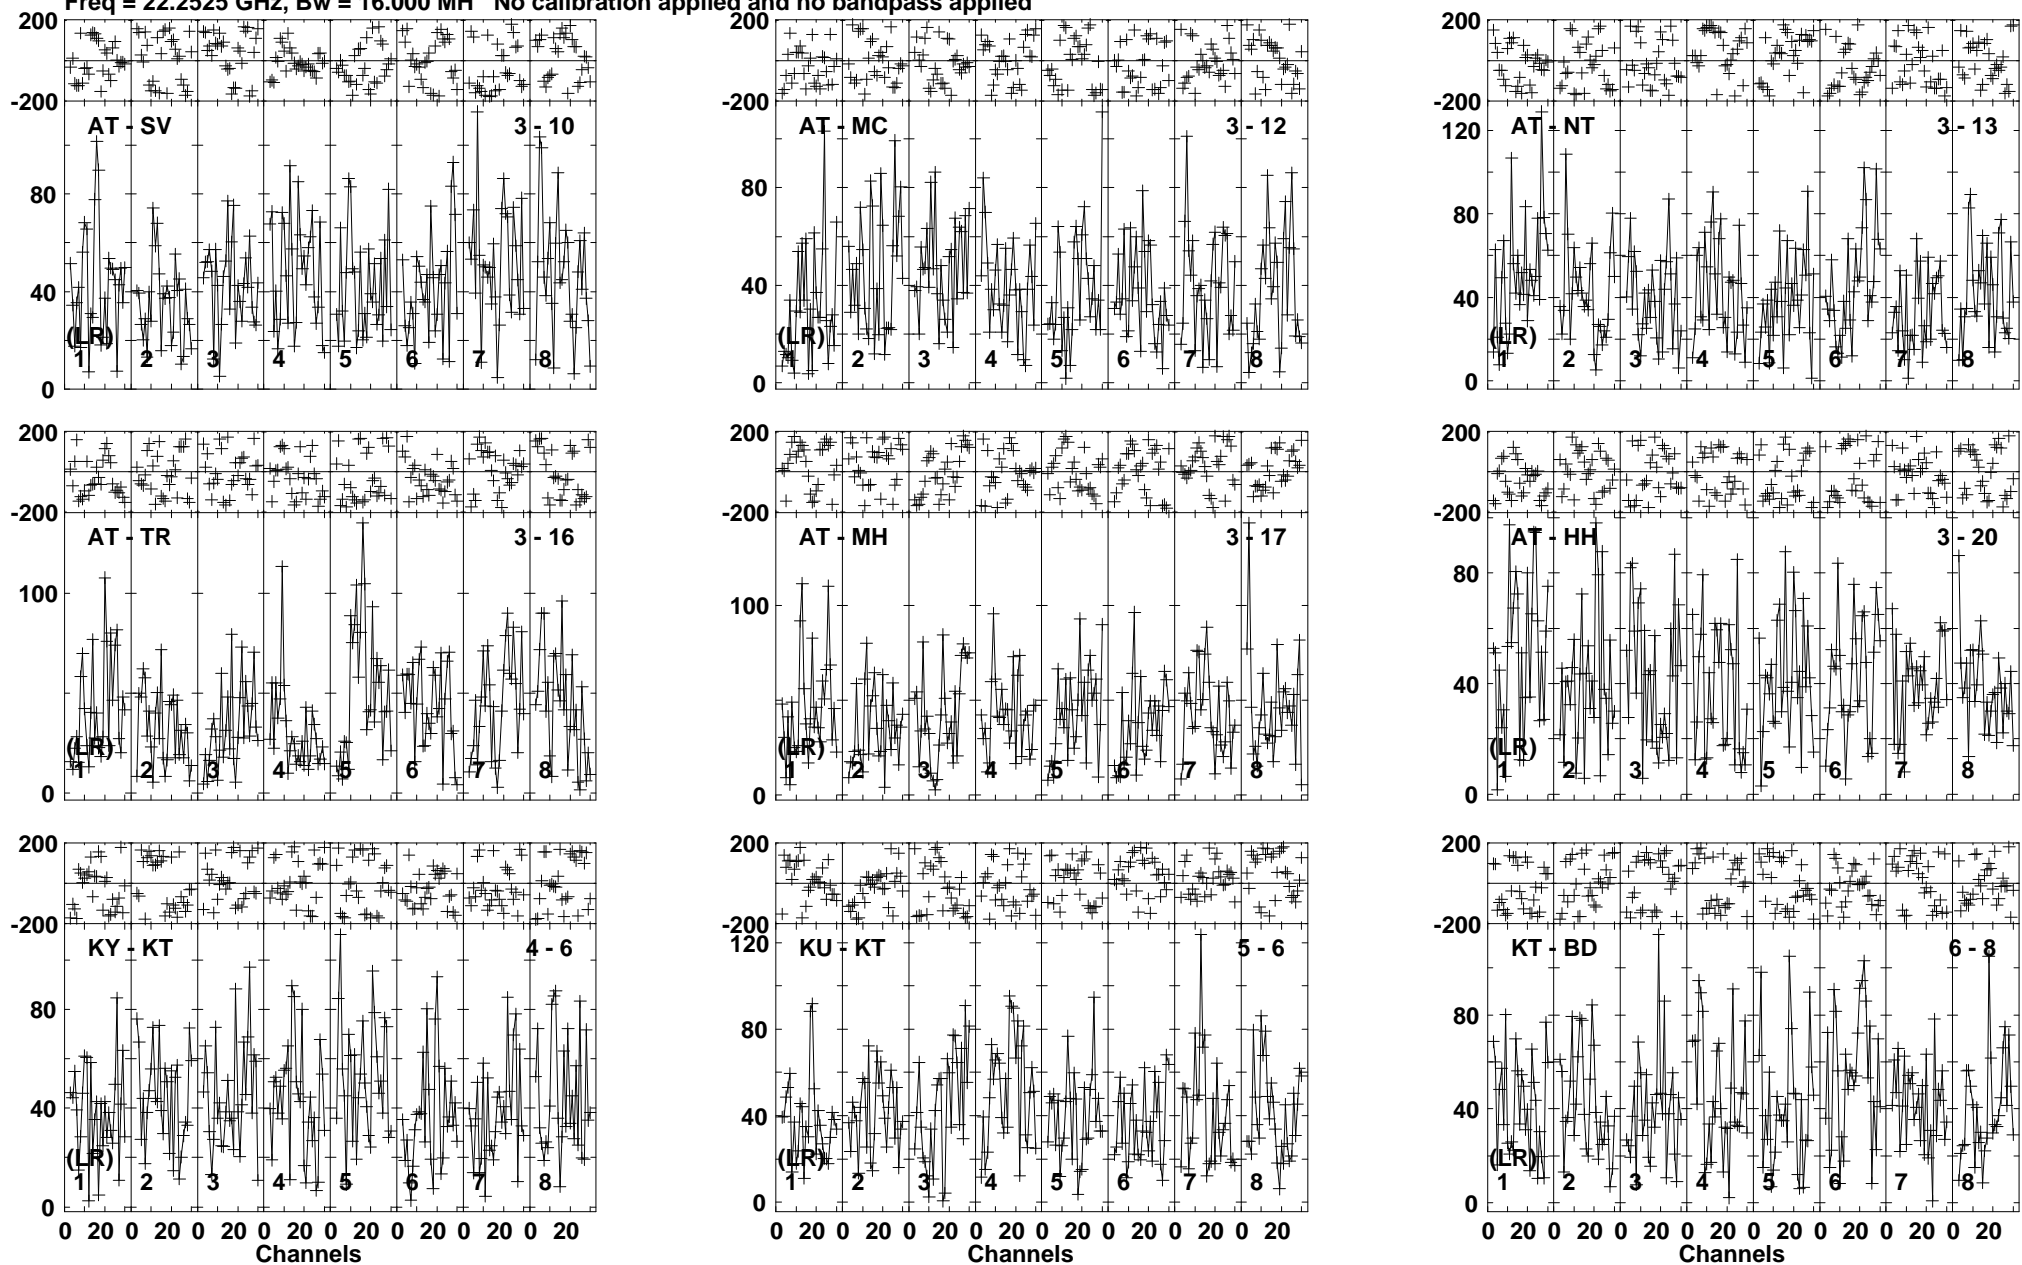 Freq = 22.2525 GHz, Bw = 16.000 MH No calibration applied and no bandpass applied
200
-200
AT - SV 3 - 10
80
40
0
(LR)
1 2 3 4 5 6 7 8
200
-200
AT - MC 3 - 12
80
40
0
(LR)
1 2 3 4 5 6 7 8
200
-200
AT - NT 3 - 13
120
80
40
0
(LR)
1 2 3 4 5 6 7 8
200
-200
AT - TR 3 - 16
100
0
(LR)
1 2 3 4 5 6 7 8
200
-200
AT - MH 3 - 17
100
0
(LR)
1 2 3 4 5 6 7 8
200
-200
AT - HH 3 - 20
80
40
0
(LR)
1 2 3 4 5 6 7 8
200
-200
KY - KT 4 - 6
80
40
0
(LR)
1 2 3 4 5 6 7 8
0 20 0 20 0 20 0 20 0 20 0 20 0 20 0 20
Channels
200
-200
KU - KT 5 - 6
120
80
40
0
(LR)
1 2 3 4 5 6 7 8
0 20 0 20 0 20 0 20 0 20 0 20 0 20 0 20
Channels
200
-200
KT - BD 6 - 8
80
40
0
(LR)
1 2 3 4 5 6 7 8
0 20 0 20 0 20 0 20 0 20 0 20 0 20 0 20
Channels